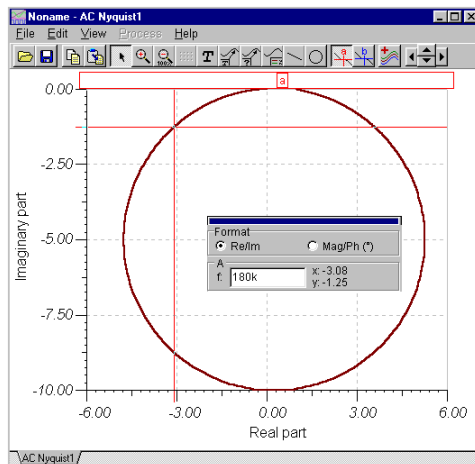 Noname - AC Nyquist1
File Edit View Process Help
100% T a b
a
0.00
-2.50
-5.00
-7.50
-10.00
Imaginary part
Format
Re/Im Mag/Ph (*)
A
f: 180k x: -3.08
y: -1.25
-6.00 -3.00 0.00 3.00 6.00
Real part
AC Nyquist1